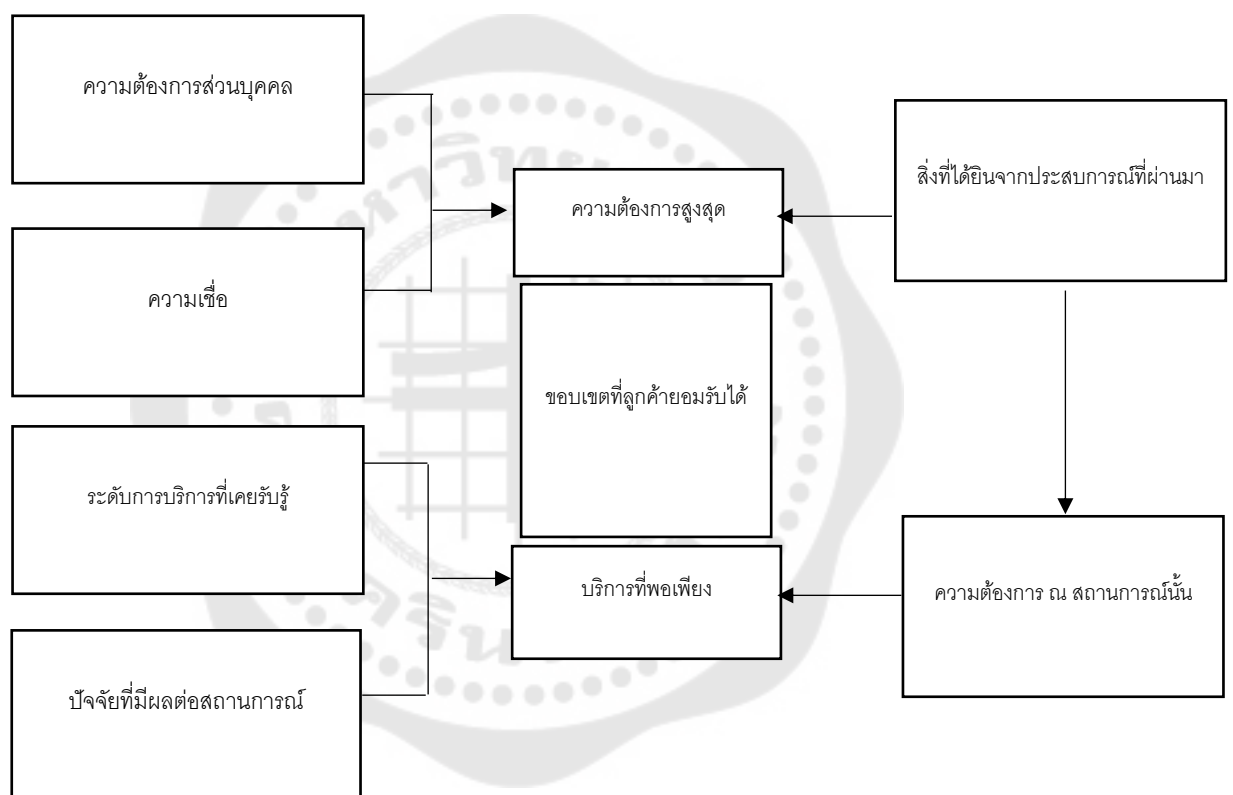 ความต้องการส่วนบุคคล
ความเชื่อ
ระดับการบริการที่เคยรับรู้
ปัจจัยที่มีผลต่อสถานการณ์
ความต้องการสูงสุด
ขอบเขตที่ลูกค้ายอมรับได้
บริการที่พอเพียง
สิ่งที่ได้ยินจากประสบการณ์ที่ผ่านมา
ความต้องการ ณ สถานการณ์นั้น